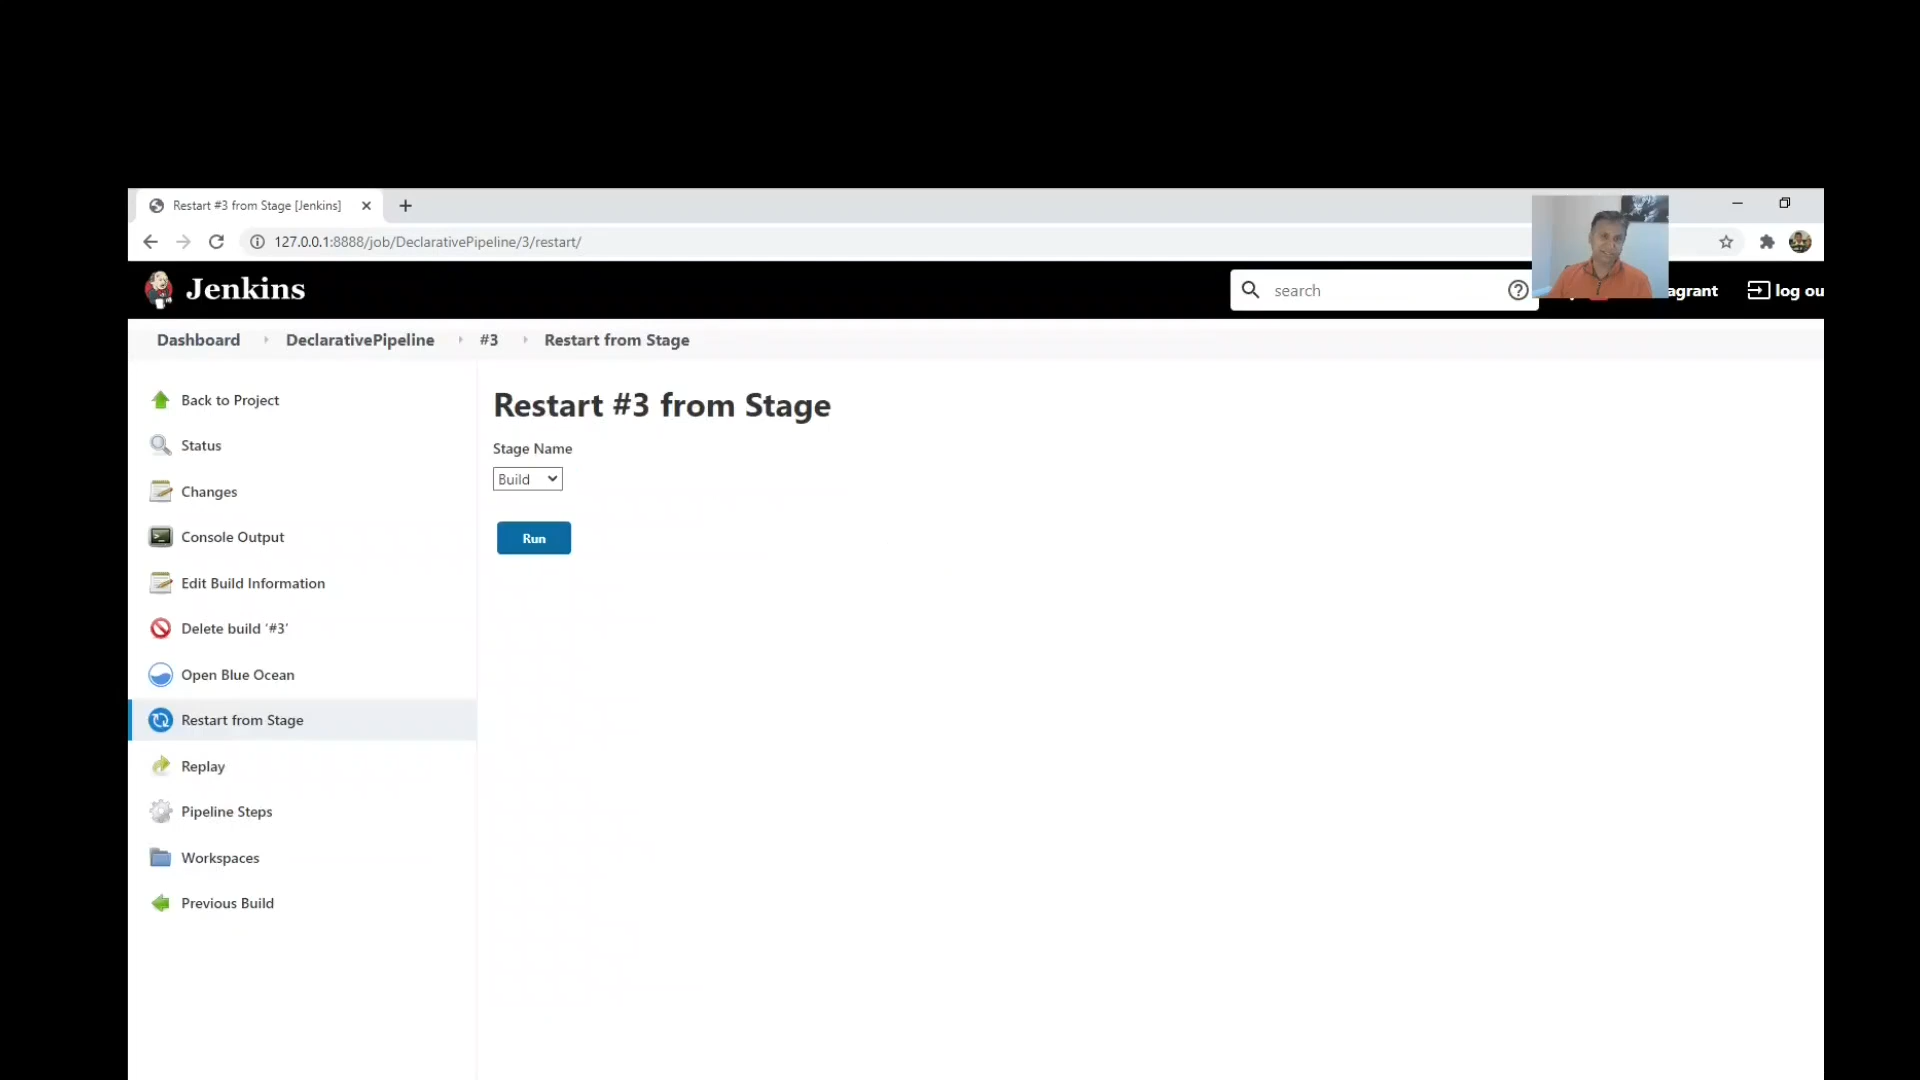 Restart #3 from Stage [Jenkins]
127.0.0.1:8888/job/DeclarativePipeline/3/restart/
Jenkins
search
log ou
Dashboard
DeclarativePipeline
#3
Restart from Stage
Back to Project
Status
Changes
Console Output
Edit Build Information
Delete build '#3'
Open Blue Ocean
Restart from Stage
Replay
Pipeline Steps
Workspaces
Previous Build
Restart #3 from Stage
Stage Name
Build
Run